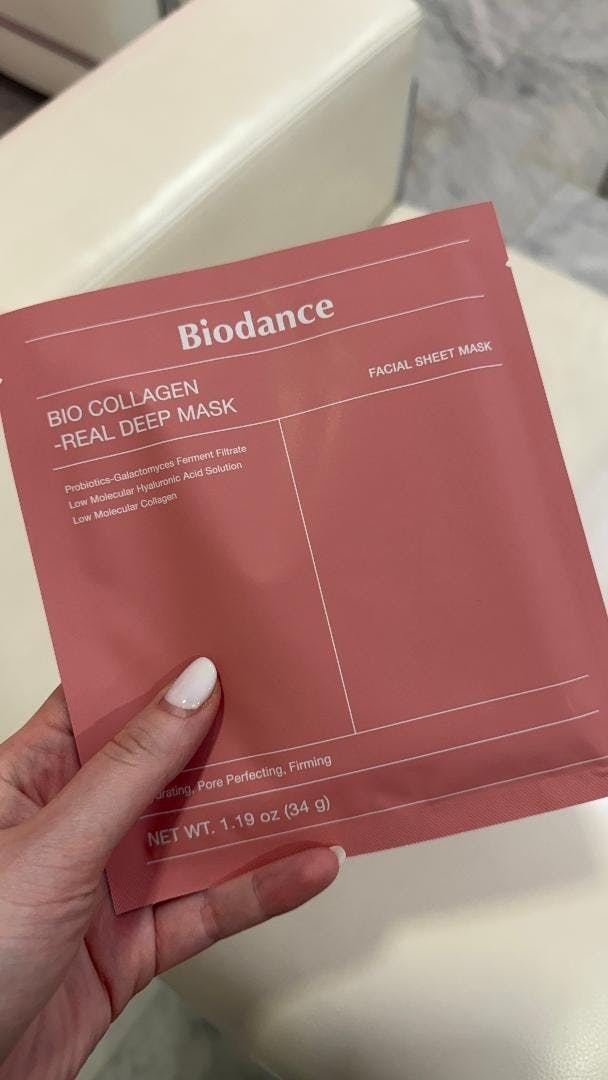 Biodance
BIO COLLAGEN
-REAL DEEP MASK
FACIAL SHEET MASK
Probiotics-Galactomyces Ferment Filtrate
Low Molecular Hyaluronic Acid Solution
Low Molecular Collagen
Pore Perfecting, Firming
NET WT. 1.19 oz (34 g)